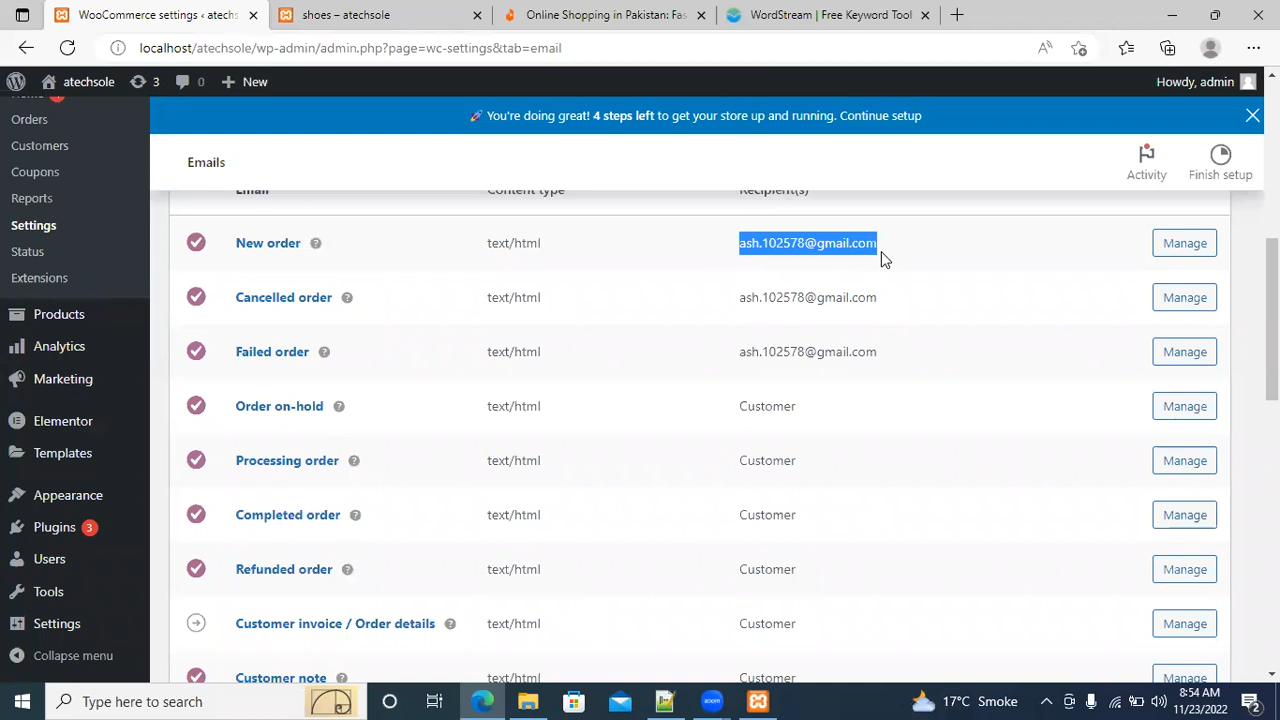 localhost / localhost / atechsole
Online Shopping in Pakistan: Fas
Free Keyword Tool
localhost/atechsole/wp-admin/admin.php?page=wc-settings&tab=email
atechsole 3 0 New Howdy, admin
🚀 You're doing great! 4 steps left to get your store up and running. Continue setup
Orders
Customers
Coupons
Reports
Settings
Status
Extensions
Products
Analytics
Marketing
Elementor
Templates
Appearance
Plugins 3
Users
Tools
Settings
Collapse menu
Emails
Activity
Finish setup
Email Content type Recipient(s)
New order text/html ash.102578@gmail.com Manage
Cancelled order text/html ash.102578@gmail.com Manage
Failed order text/html ash.102578@gmail.com Manage
Order on-hold text/html Customer Manage
Processing order text/html Customer Manage
Completed order text/html Customer Manage
Refunded order text/html Customer Manage
Customer invoice / Order details text/html Customer Manage
Customer note text/html Customer Manage
Type here to search
zoom
17°C Smoke
8:54 AM
11/23/2022
2